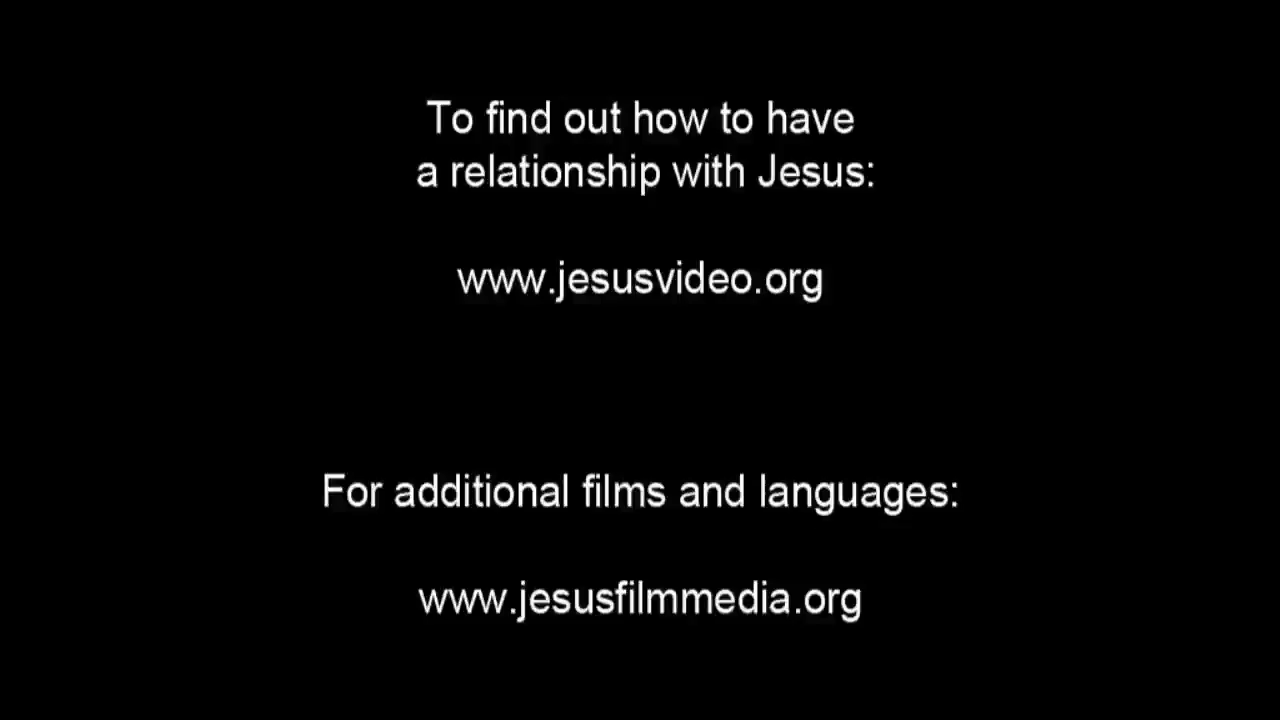 To find out how to have
a relationship with Jesus:
www.jesusvideo.org
For additional films and languages:
www.jesusfilmmedia.org